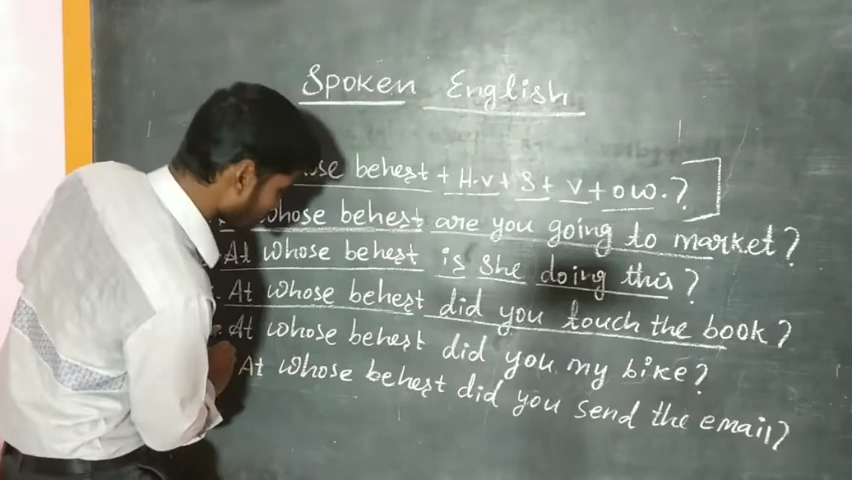 Spoken English
behest + H.V + S + V + O W.?
whose behest are you going to market?
At whose behest is she doing this?
At whose behest did you touch the book?
At whose behest did you my bike?
At whose behest did you send the email?